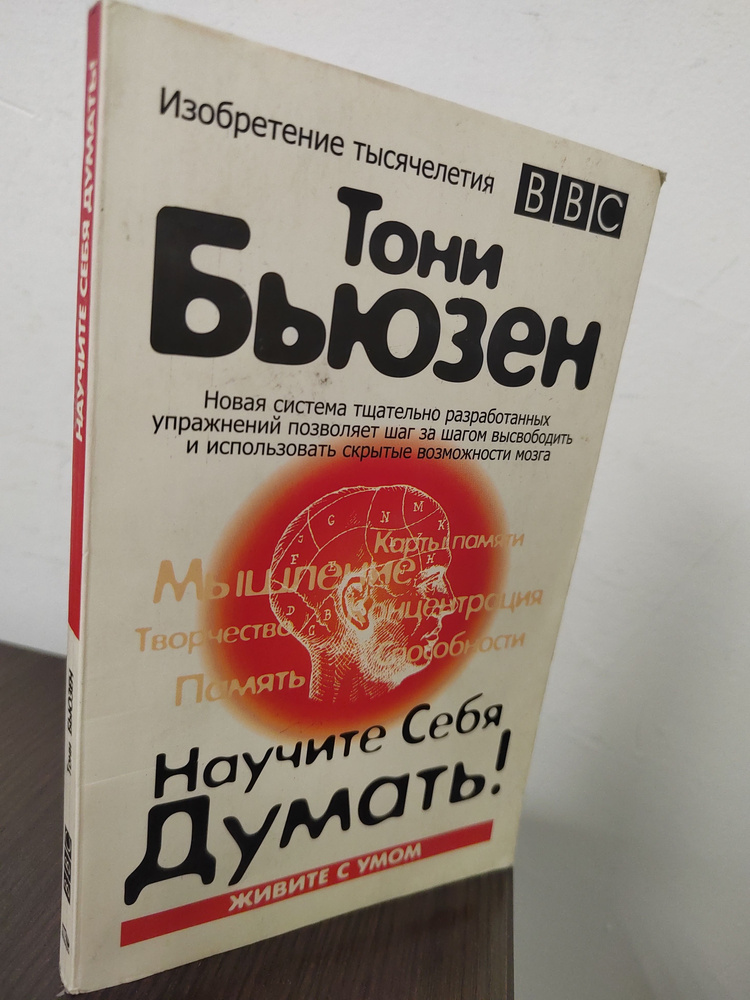 Изобретение тысячелетия
BBC
Тони
Бьюзен
Новая система тщательно разработанных
упражнений позволяет шаг за шагом высвободить
и использовать скрытые возможности мозга
Карты памяти
Мышление
Концентрация
Творчество
Способности
Память
G N M K
J F E L H
D C B
Научите Себя
Думать!
ЖИВИТЕ С УМОМ
НАУЧИТЕ СЕБЯ ДУМАТЬ!
Тони БЬЮЗЕН